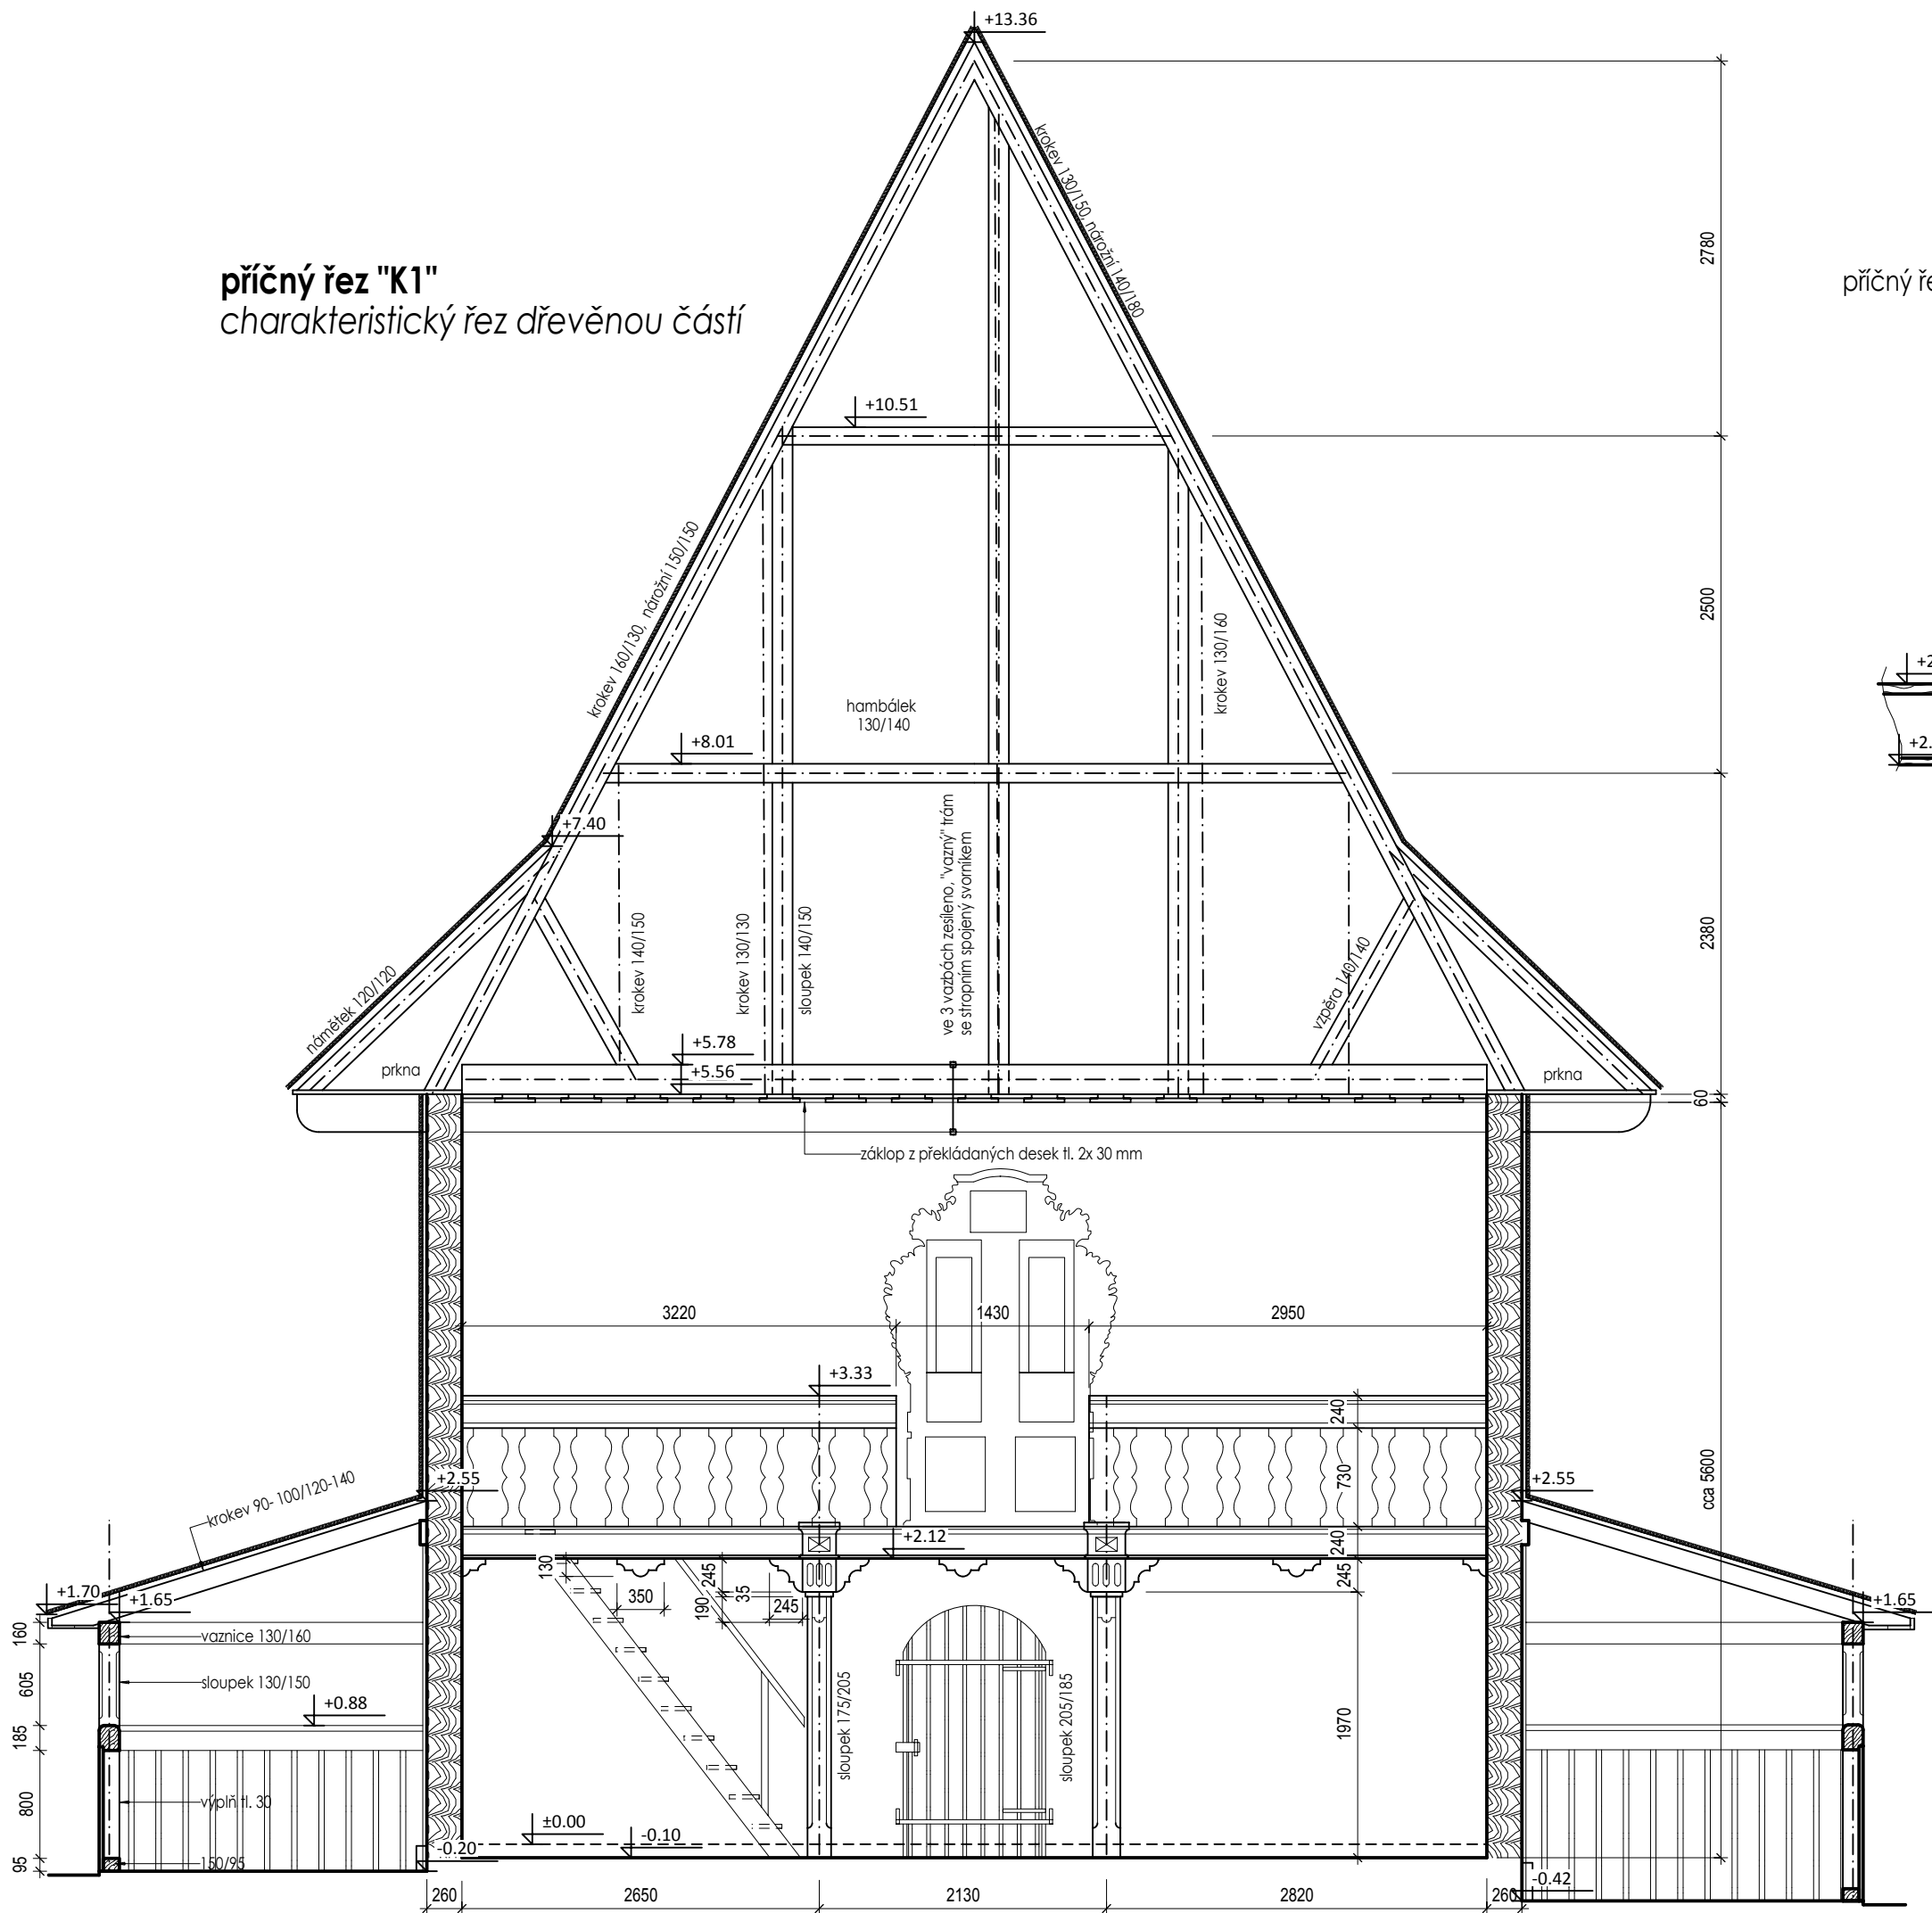 +13.36
příčný řez "K1"
charakteristický řez dřevěnou částí
příčný ře
krokev 130/150, nárožní 140/180
2780
+10.51
krokev 160/130, nárožní 150/150
2500
krokev 130/160
hambálek
130/140
+8.01
+7.40
ve 3 vazbách zesíleno, "vazný" trám
se stropním spojený svorníkem
2380
krokev 140/150
krokev 130/130
sloupek 140/150
vzpěra 140/140
námětek 120/120
+5.78
+5.56
prkna
prkna
60
základop z překládaných desek tl. 2x 30 mm
3220
1430
2950
+3.33
240
730
240
245
1970
cca 5600
+2.55
+2.55
krokev 90- 100/120-140
+2.12
130
350
245
35
190
245
+1.70
+1.65
+1.65
160
605
185
800
95
vaznice 130/160
sloupek 130/150
+0.88
výplň tl. 30
150/95
sloupek 175/205
sloupek 205/185
±0.00
-0.10
-0.20
-0.42
260
2650
2130
2820
260